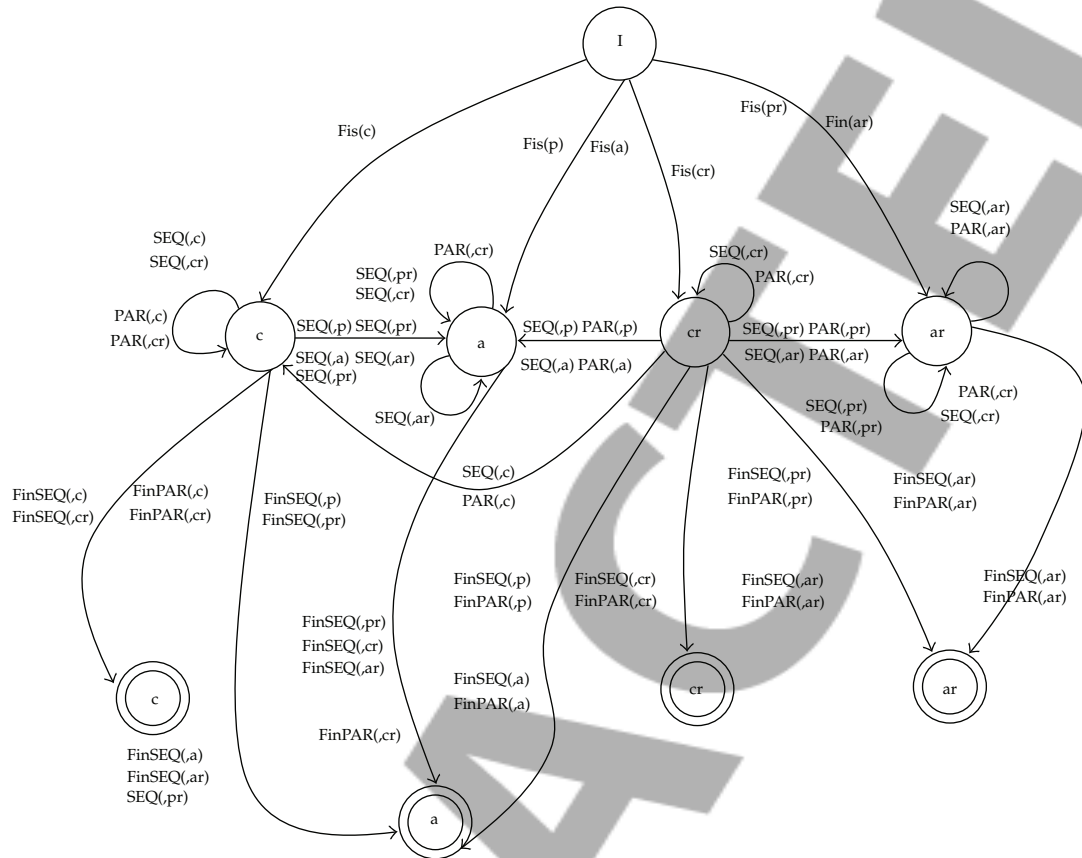 I
Fis(c)
Fis(p)
Fis(a)
Fis(cr)
Fis(pr)
Fin(ar)
SEQ(,c)
SEQ(,cr)
PAR(,c)
PAR(,cr)
c
SEQ(,p) SEQ(,pr)
SEQ(,a) SEQ(,ar)
SEQ(,pr)
SEQ(,pr)
SEQ(,cr)
PAR(,cr)
a
SEQ(,ar)
SEQ(,p) PAR(,p)
SEQ(,a) PAR(,a)
SEQ(,cr)
PAR(,cr)
cr
SEQ(,pr) PAR(,pr)
SEQ(,ar) PAR(,ar)
SEQ(,ar)
PAR(,ar)
ar
PAR(,cr)
SEQ(,cr)
SEQ(,pr)
PAR(,pr)
SEQ(,c)
PAR(,c)
FinSEQ(,c)
FinSEQ(,cr)
FinPAR(,c)
FinPAR(,cr)
FinSEQ(,p)
FinSEQ(,pr)
FinSEQ(,pr)
FinPAR(,pr)
FinSEQ(,ar)
FinPAR(,ar)
FinSEQ(,p)
FinPAR(,p)
FinSEQ(,cr)
FinPAR(,cr)
FinSEQ(,ar)
FinPAR(,ar)
FinSEQ(,ar)
FinPAR(,ar)
FinSEQ(,pr)
FinSEQ(,cr)
FinSEQ(,ar)
FinSEQ(,a)
FinPAR(,a)
FinPAR(,cr)
c
cr
ar
FinSEQ(,a)
FinSEQ(,ar)
SEQ(,pr)
a